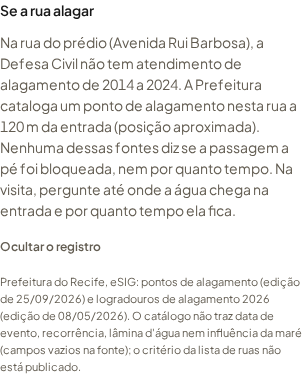 Se a rua alagar
Na rua do prédio (Avenida Rui Barbosa), a
Defesa Civil não tem atendimento de
alagamento de 2014 a 2024. A Prefeitura
cataloga um ponto de alagamento nesta rua a
120 m da entrada (posição aproximada).
Nenhuma dessas fontes diz se a passagem a
pé foi bloqueada, nem por quanto tempo. Na
visita, pergunte até onde a água chega na
entrada e por quanto tempo ela fica.
Ocultar o registro
Prefeitura do Recife, eSIG: pontos de alagamento (edição
de 25/09/2026) e logradouros de alagamento 2026
(edição de 08/05/2026). O catálogo não traz data de
evento, recorrência, lâmina d'água nem influência da maré
(campos vazios na fonte); o critério da lista de ruas não
está publicado.